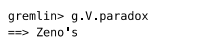 gremlin> g.V.paradox
==> Zeno's